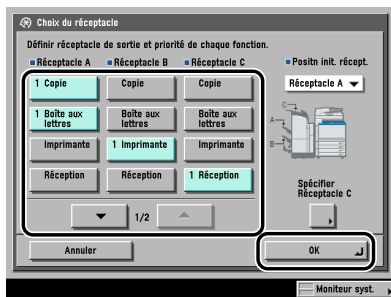 Choix du réceptacle
Définir réceptacle de sortie et priorité de chaque fonction.
Réceptacle A Réceptacle B Réceptacle C Positn init. récept.
1 Copie Copie Copie Réceptacle A
1 Boîte aux lettres Boîte aux lettres Boîte aux lettres
Imprimante 1 Imprimante Imprimante
Réception Réception 1 Réception
C
A
B
Spécifier
Réceptacle C
1/2
Annuler OK
Moniteur syst.